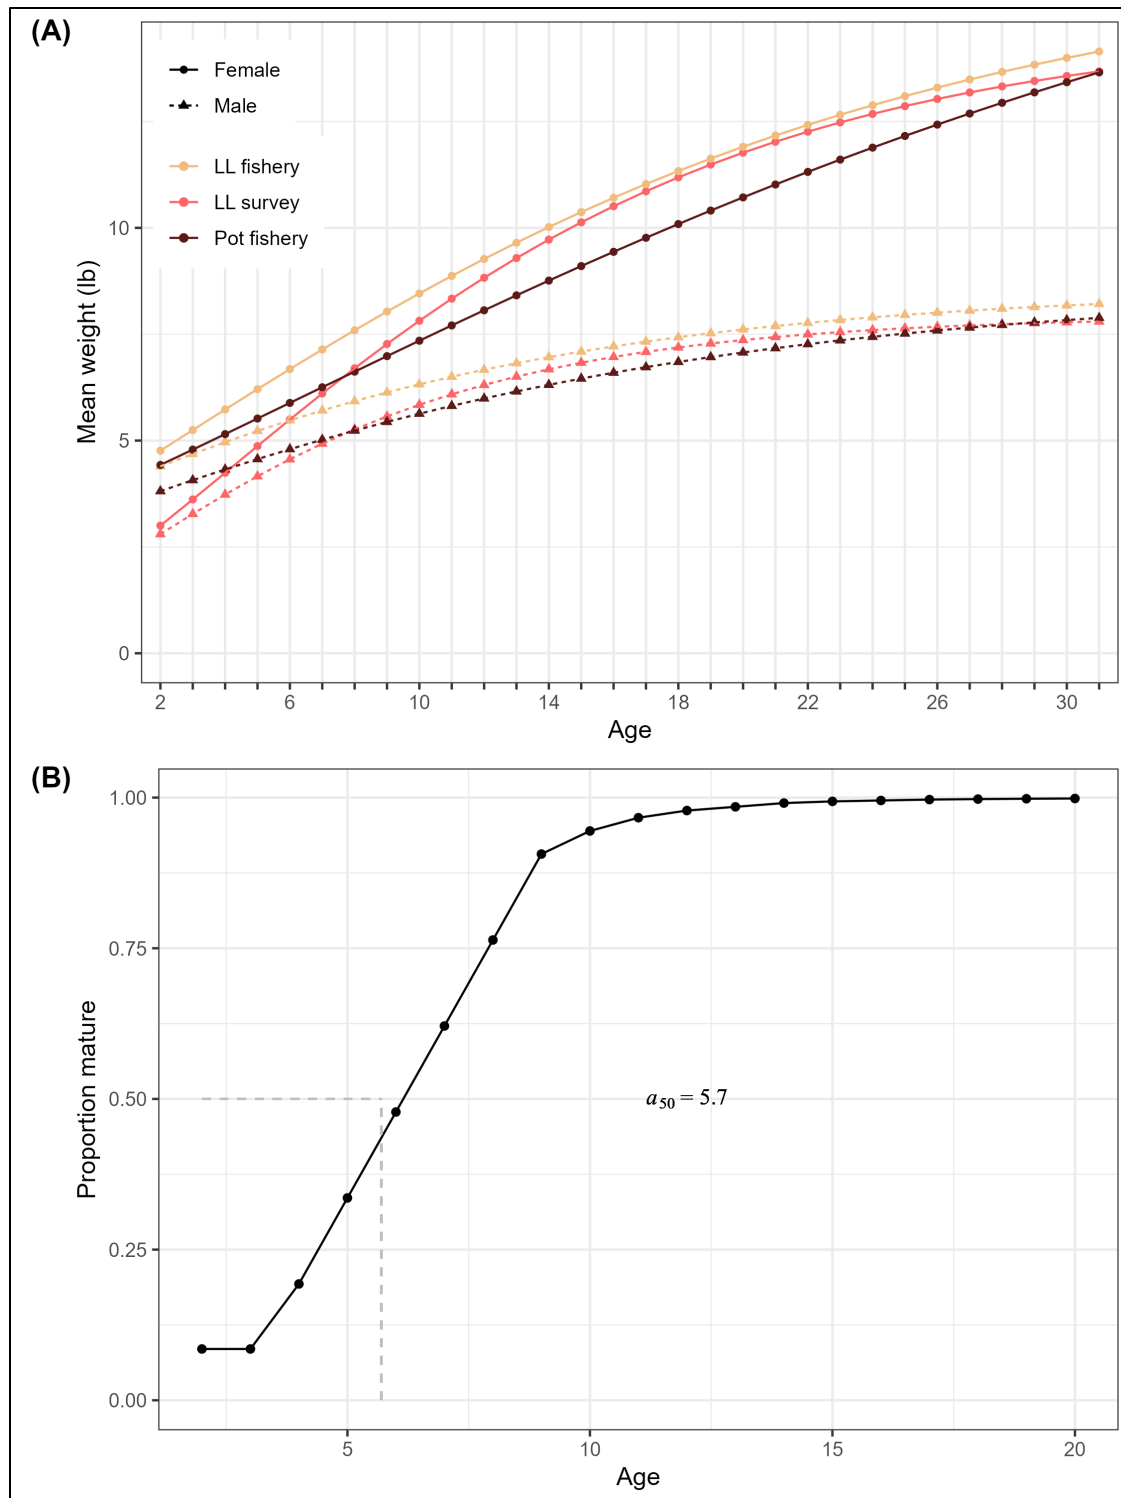 (A)
Female
Male
LL fishery
LL survey
Pot fishery
Mean weight (lb)
10
5
0
2 6 10 14 18 22 26 30
Age
(B)
Proportion mature
1.00
0.75
0.50
0.25
0.00
a50 = 5.7
5 10 15 20
Age